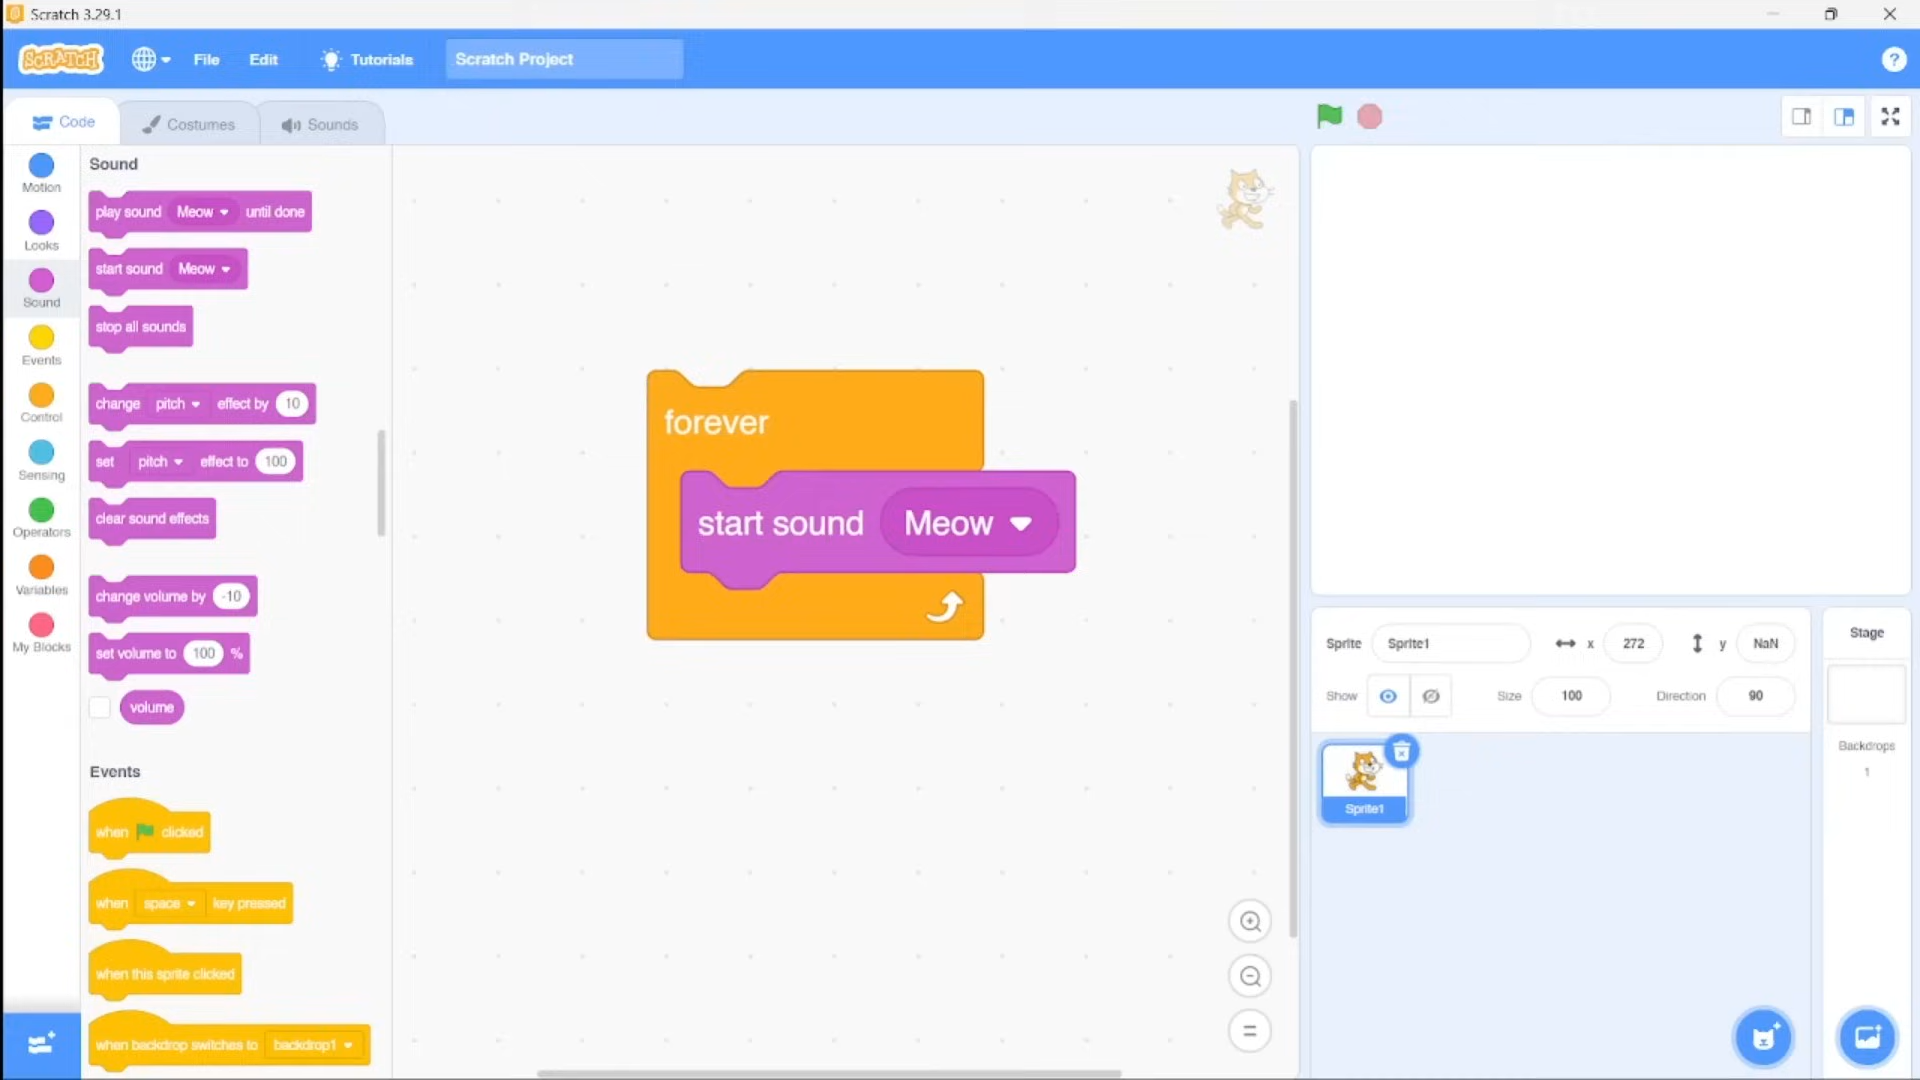 Scratch 3.29.1
SCRATCH File Edit Tutorials Scratch Project ?
Code Costumes Sounds
Motion
Looks
Sound
Events
Control
Sensing
Operators
Variables
My Blocks
Sound
play sound Meow until done
start sound Meow
stop all sounds
change pitch effect by 10
set pitch effect to 100
clear sound effects
change volume by -10
set volume to 100 %
volume
Events
when clicked
when space key pressed
when this sprite clicked
when backdrop switches to backdrop1
forever
start sound Meow
Sprite Sprite1 x 272 y NaN
Show Size 100 Direction 90
Sprite1
Stage
Backdrops
1